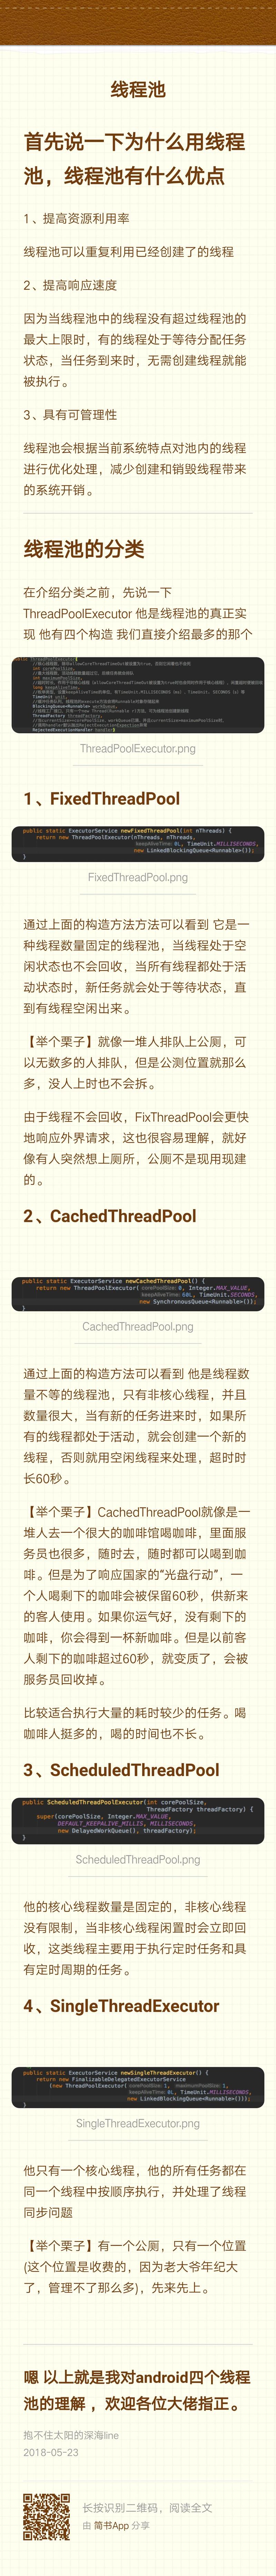 线程池
首先说一下为什么用线程
池，线程池有什么优点
1、提高资源利用率
线程池可以重复利用已经创建了的线程
2、提高响应速度
因为当线程池中的线程没有超过线程池的
最大上限时，有的线程处于等待分配任务
状态，当任务到来时，无需创建线程就能
被执行。
3、具有可管理性
线程池会根据当前系统特点对池内的线程
进行优化处理，减少创建和销毁线程带来
的系统开销。
线程池的分类
在介绍分类之前，先说一下
ThreadPoolExecutor 他是线程池的真正实
现 他有四个构造 我们直接介绍最多的那个
public ThreadPoolExecutor(
int corePoolSize,
int maximumPoolSize,
long keepAliveTime,
TimeUnit unit,
BlockingQueue<Runnable> workQueue,
ThreadFactory threadFactory,
RejectedExecutionHandler handler)
ThreadPoolExecutor.png
1、FixedThreadPool
public static ExecutorService newFixedThreadPool(int nThreads) {
return new ThreadPoolExecutor(nThreads, nThreads,
keepAliveTime: 0L, TimeUnit.MILLISECONDS,
new LinkedBlockingQueue<Runnable>());
}
FixedThreadPool.png
通过上面的构造方法方法可以看到 它是一
种线程数量固定的线程池，当线程处于空
闲状态也不会回收，当所有线程都处于活
动状态时，新任务就会处于等待状态，直
到有线程空闲出来。
【举个栗子】就像一堆人排队上公厕，可
以无数多的人排队，但是公测位置就那么
多，没人上时也不会拆。
由于线程不会回收，FixThreadPool会更快
地响应外界请求，这也很容易理解，就好
像有人突然想上厕所，公厕不是现用现建
的。
2、CachedThreadPool
public static ExecutorService newCachedThreadPool() {
return new ThreadPoolExecutor( corePoolSize: 0, Integer.MAX_VALUE,
keepAliveTime: 60L, TimeUnit.SECONDS,
new SynchronousQueue<Runnable>());
}
CachedThreadPool.png
通过上面的构造方法可以看到 他是线程数
量不等的线程池，只有非核心线程，并且
数量很大，当有新的任务进来时，如果所
有的线程都处于活动，就会创建一个新的
线程，否则就用空闲线程来处理，超时时
长60秒。
【举个栗子】CachedThreadPool就像是一
堆人去一个很大的咖啡馆喝咖啡，里面服
务员也很多，随时去，随时都可以喝到咖
啡。但是为了响应国家的“光盘行动”，一
个人喝剩下的咖啡会被保留60秒，供新来
的客人使用。如果你运气好，没有剩下的
咖啡，你会得到一杯新咖啡。但是以前客
人剩下的咖啡超过60秒，就变质了，会被
服务员回收掉。
比较适合执行大量的耗时较少的任务。喝
咖啡人挺多的，喝的时间也不长。
3、ScheduledThreadPool
public ScheduledThreadPoolExecutor(int corePoolSize,
ThreadFactory threadFactory) {
super(corePoolSize, Integer.MAX_VALUE,
DEFAULT_KEEPALIVE_MILLIS, MILLISECONDS,
new DelayedWorkQueue(), threadFactory);
}
ScheduledThreadPool.png
他的核心线程数量是固定的，非核心线程
没有限制，当非核心线程闲置时会立即回
收，这类线程主要用于执行定时任务和具
有定时周期的任务。
4、SingleThreadExecutor
public static ExecutorService newSingleThreadExecutor() {
return new FinalizableDelegatedExecutorService
(new ThreadPoolExecutor( corePoolSize: 1, maximumPoolSize: 1,
keepAliveTime: 0L, TimeUnit.MILLISECONDS,
new LinkedBlockingQueue<Runnable>()));
}
SingleThreadExecutor.png
他只有一个核心线程，他的所有任务都在
同一个线程中按顺序执行，并处理了线程
同步问题
【举个栗子】有一个公厕，只有一个位置
(这个位置是收费的，因为老大爷年纪大
了，管理不了那么多)，先来先上。
嗯 以上就是我对android四个线程
池的理解 ，欢迎各位大佬指正。
抱不住太阳的深海line
2018-05-23
长按识别二维码，阅读全文
由 简书App 分享